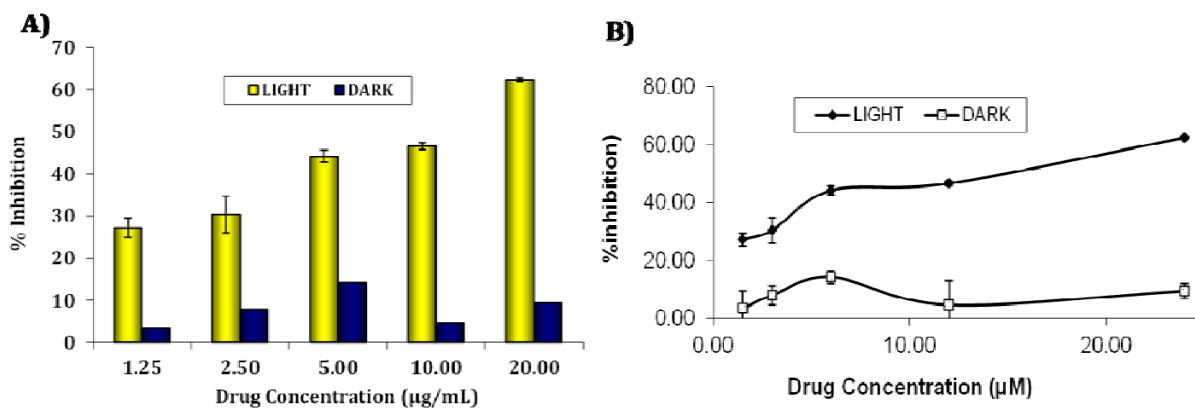 A)
70
60
50
40
30
20
10
0
% Inhibition
LIGHT DARK
1.25 2.50 5.00 10.00 20.00
Drug Concentration (µg/mL)
B)
80.00
60.00
40.00
20.00
0.00
%inhibition)
LIGHT DARK
0.00 10.00 20.00
Drug Concentration (µM)